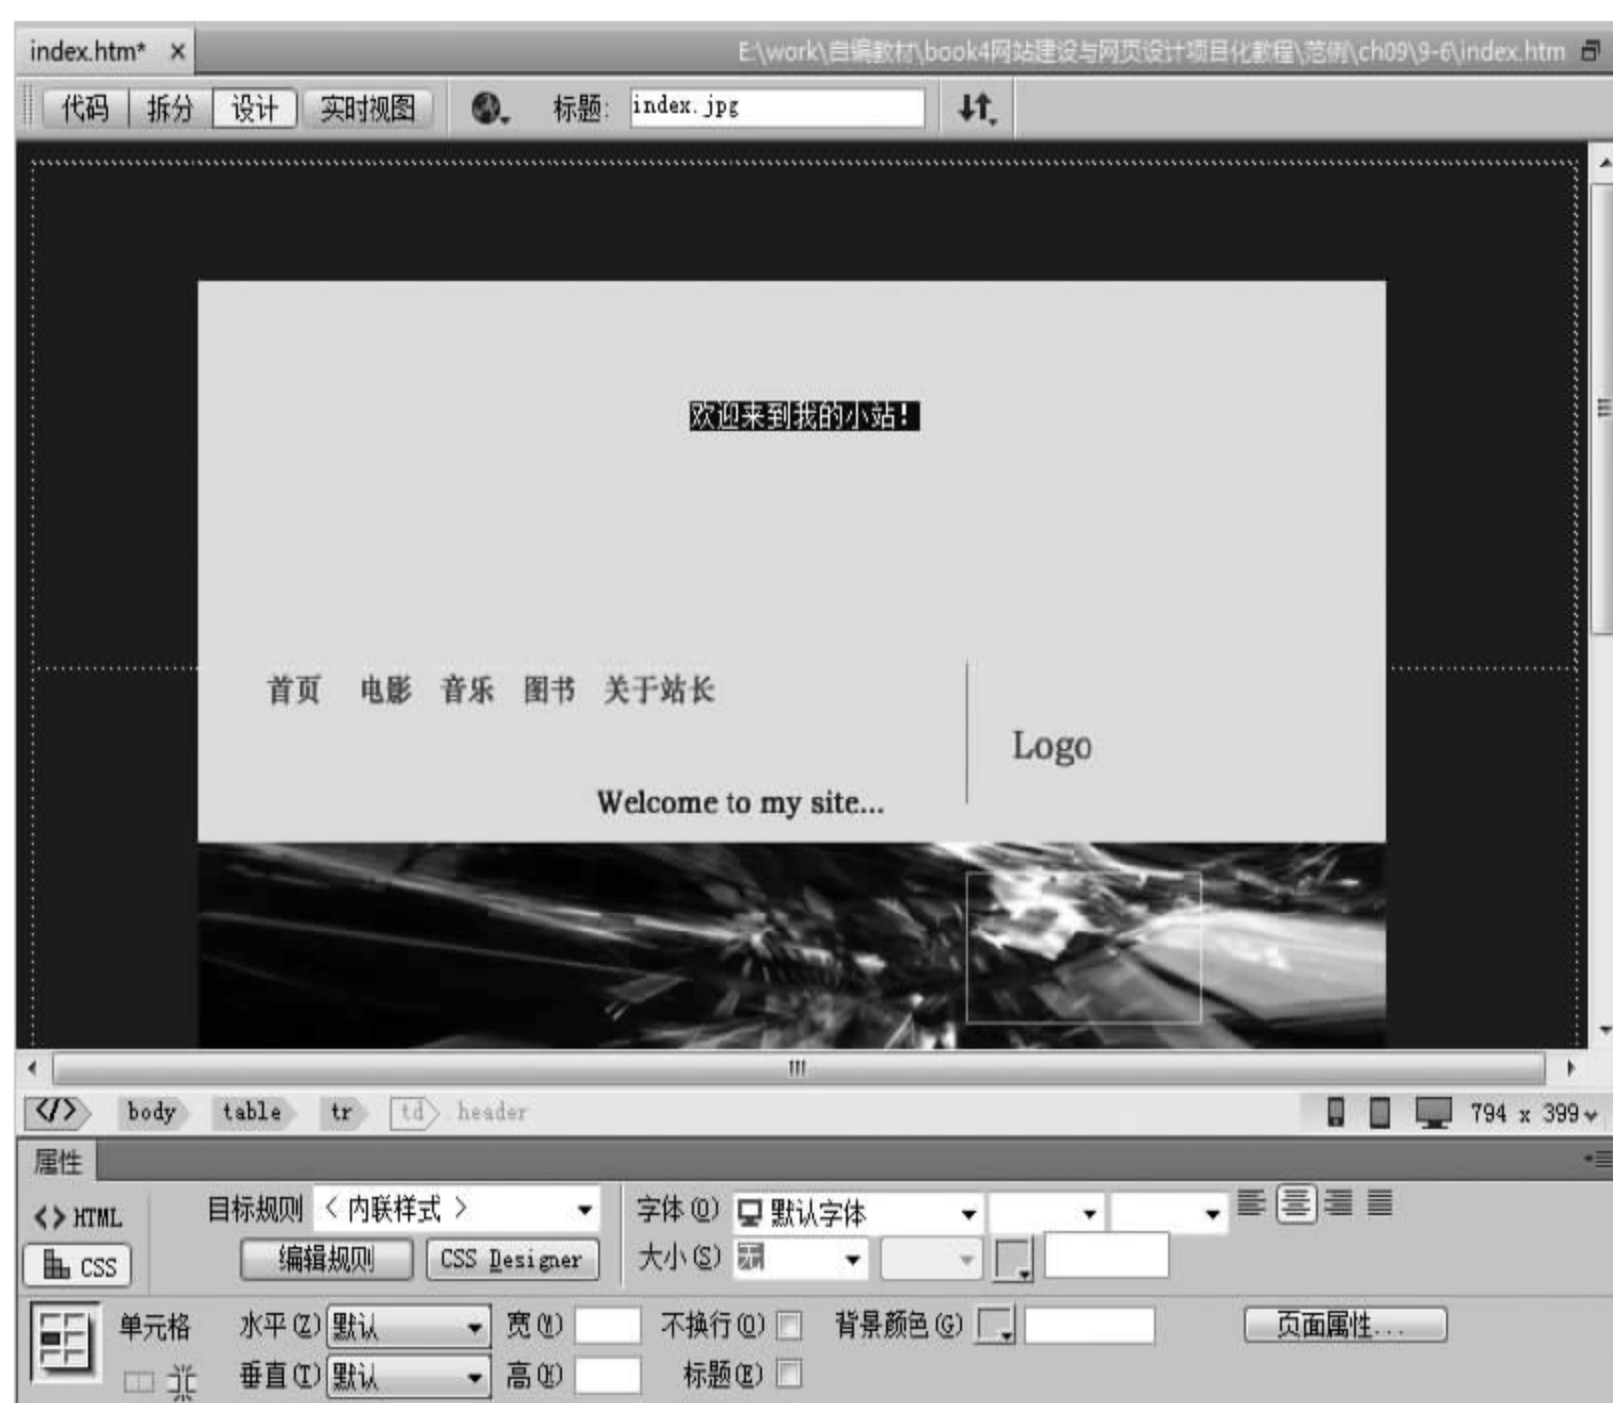 index.htm* × E:\work\自编教材\book4网站建设与网页设计项目化教程\范例\ch09\9-6\index.htm
代码 拆分 设计 实时视图 标题: index.jpg
欢迎来到我的小站！
首页 电影 音乐 图书 关于站长
Logo
Welcome to my site...
</> body table tr td header 794 x 399
属性
<> HTML 目标规则 < 内联样式 > 字体(O) 默认字体
CSS 编辑规则 CSS Designer 大小(S) 无
单元格 水平(Z) 默认 宽(W) 不换行(O) 背景颜色(G) 页面属性...
垂直(T) 默认 高(H) 标题(E)